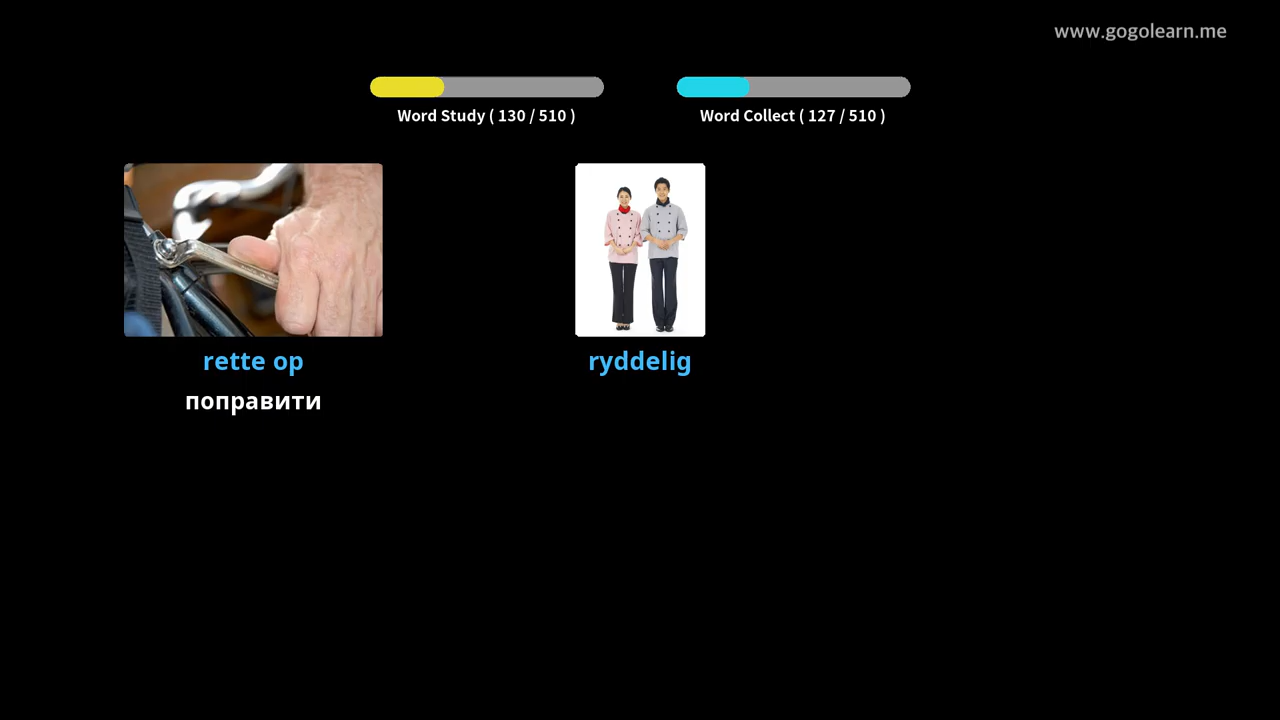 www.gogolearn.me
Word Study ( 130 / 510 )
Word Collect ( 127 / 510 )
rette op
поправити
ryddelig